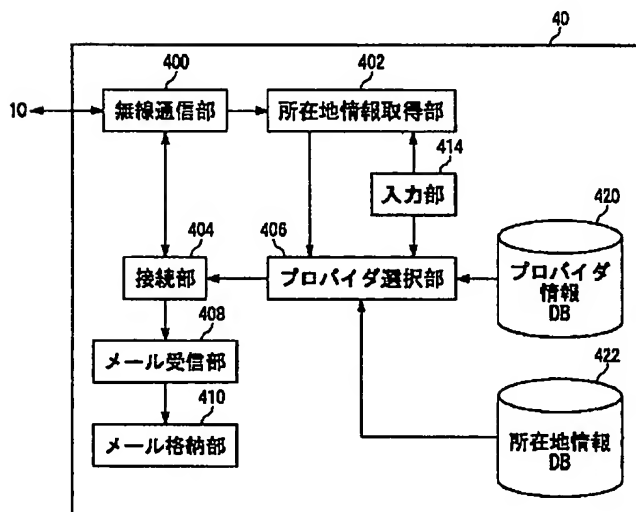 40
400
402
10
無線通信部
所在地情報取得部
414
入力部
420
404
406
接続部
プロバイダ選択部
プロバイダ
情報
DB
408
メール受信部
422
410
メール格納部
所在地情報
DB